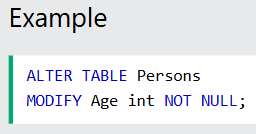 Example
ALTER TABLE Persons
MODIFY Age int NOT NULL;